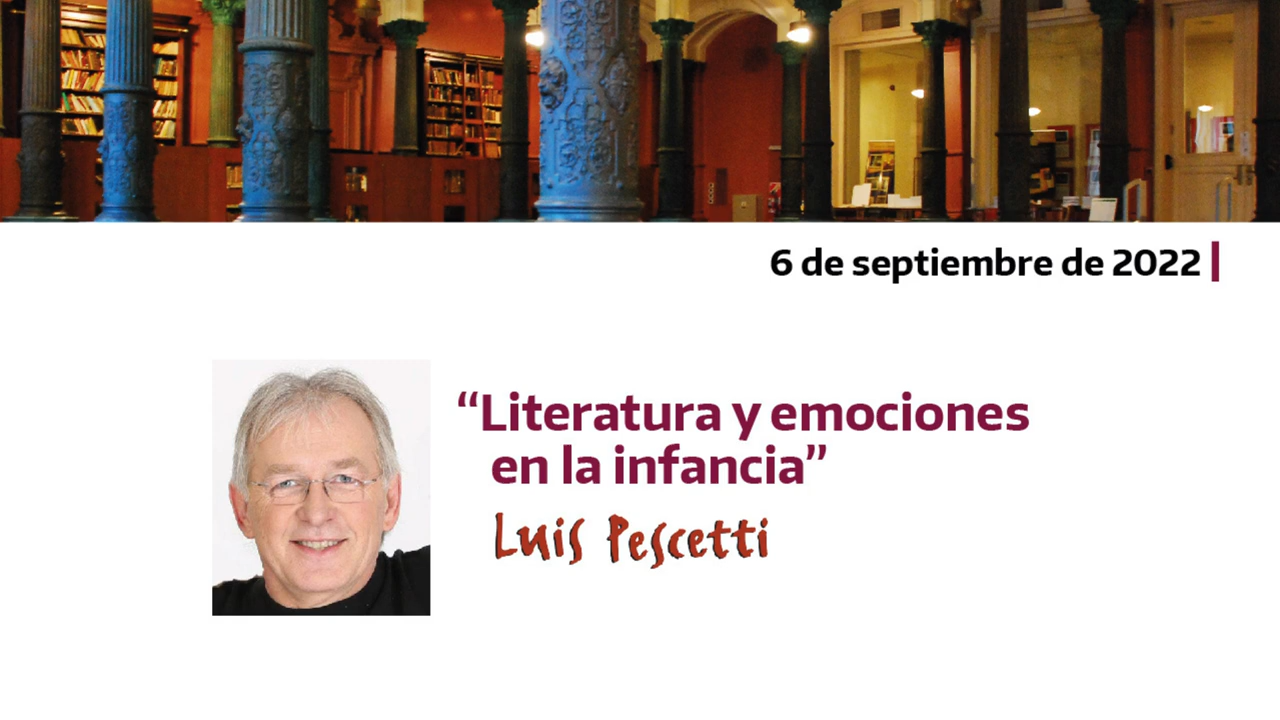 6 de septiembre de 2022
“Literatura y emociones
en la infancia”
Luis Pescetti